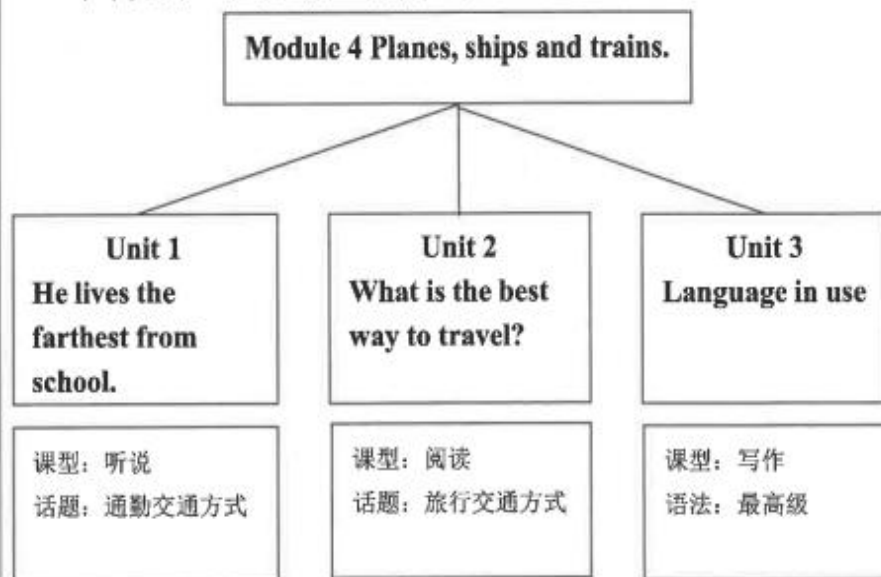 Module 4 Planes, ships and trains.
Unit 1
He lives the
farthest from
school.
Unit 2
What is the best
way to travel?
Unit 3
Language in use
课型：听说
话题：通勤交通方式
课型：阅读
话题：旅行交通方式
课型：写作
语法：最高级